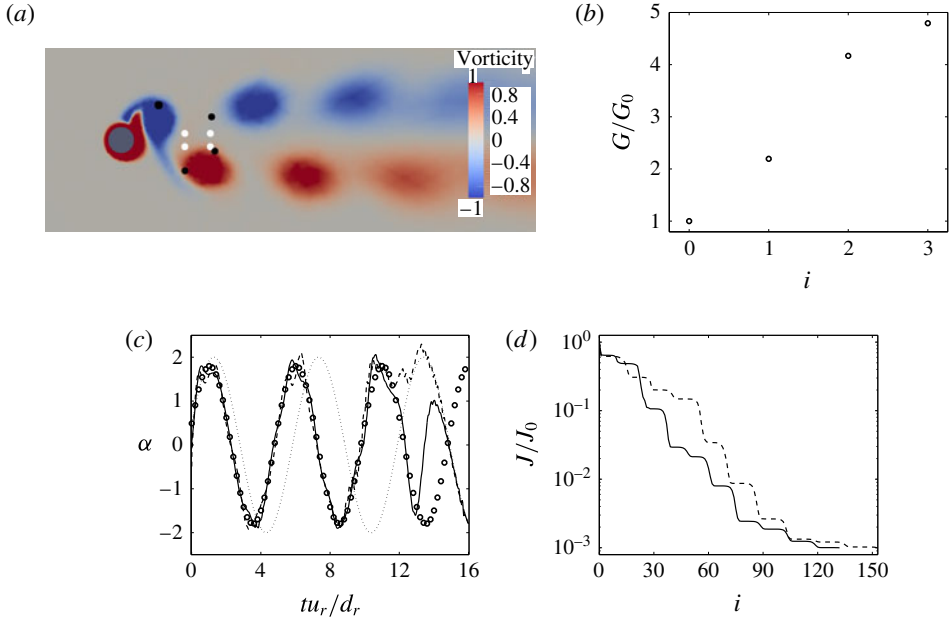 (a)
Vorticity
1
0.8
0.4
0
−0.4
−0.8
−1
(b)
5
4
3
2
1
G/G0
0 1 2 3
i
(c)
2
1
0
−1
−2
α
0 4 8 12 16
tu_r/d_r
(d)
10^0
10^−1
10^−2
10^−3
J/J0
0 30 60 90 120 150
i